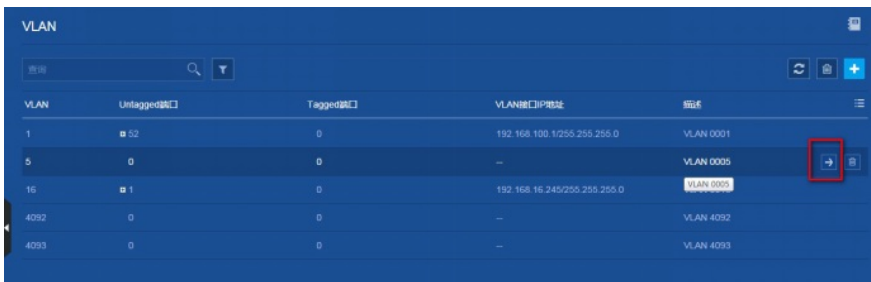 VLAN
查询
VLAN Untagged端口 Tagged端口 VLAN接口IP地址 描述
1 52 0 192.168.100.1/255.255.255.0 VLAN 0001
5 0 0 -- VLAN 0005
16 1 0 192.168.16.245/255.255.255.0
VLAN 0005
4092 0 0 -- VLAN 4092
4093 0 0 -- VLAN 4093